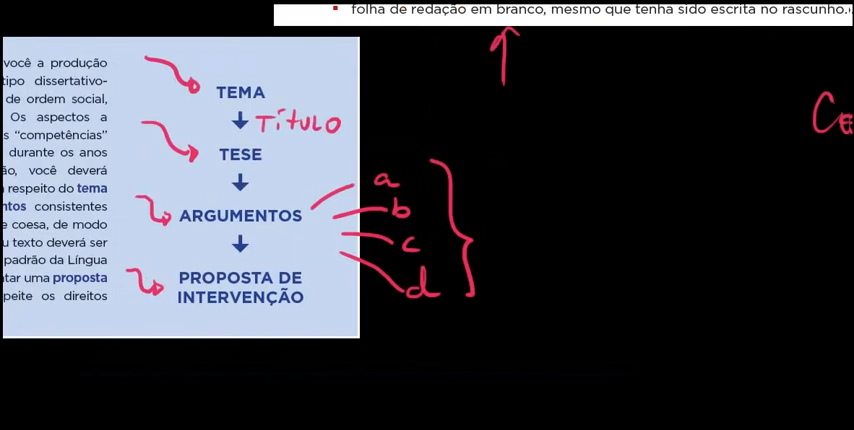 folha de redação em branco, mesmo que tenha sido escrita no rascunho.
você a produção
tipo dissertativo-
de ordem social,
Os aspectos a
s “competências”
durante os anos
ão, você deverá
respeito do tema
ntos consistentes
e coesa, de modo
u texto deverá ser
padrão da Língua
ntar uma proposta
peite os direitos
TEMA
Título
TESE
ARGUMENTOS
a
b
c
d
PROPOSTA DE
INTERVENÇÃO